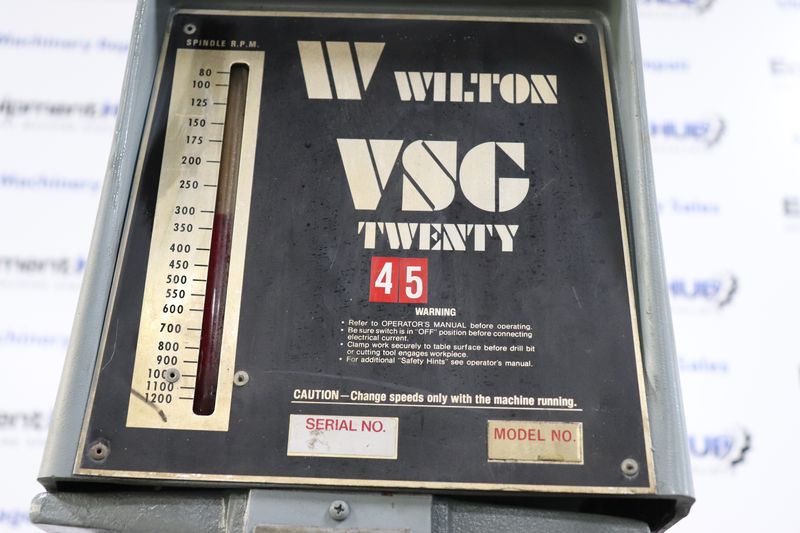 SPINDLE R.P.M.
80
100
125
150
175
200
250
300
350
400
450
500
550
600
700
800
900
1000
1100
1200
W WILTON
VSG
TWENTY
45
WARNING
• Refer to OPERATOR'S MANUAL before operating.
• Be sure switch is in "OFF" position before connecting
electrical current.
• Clamp work securely to table surface before drill bit
or cutting tool engages workpiece.
• For additional "Safety Hints" see operator's manual.
CAUTION—Change speeds only with the machine running.
SERIAL NO.
MODEL NO.